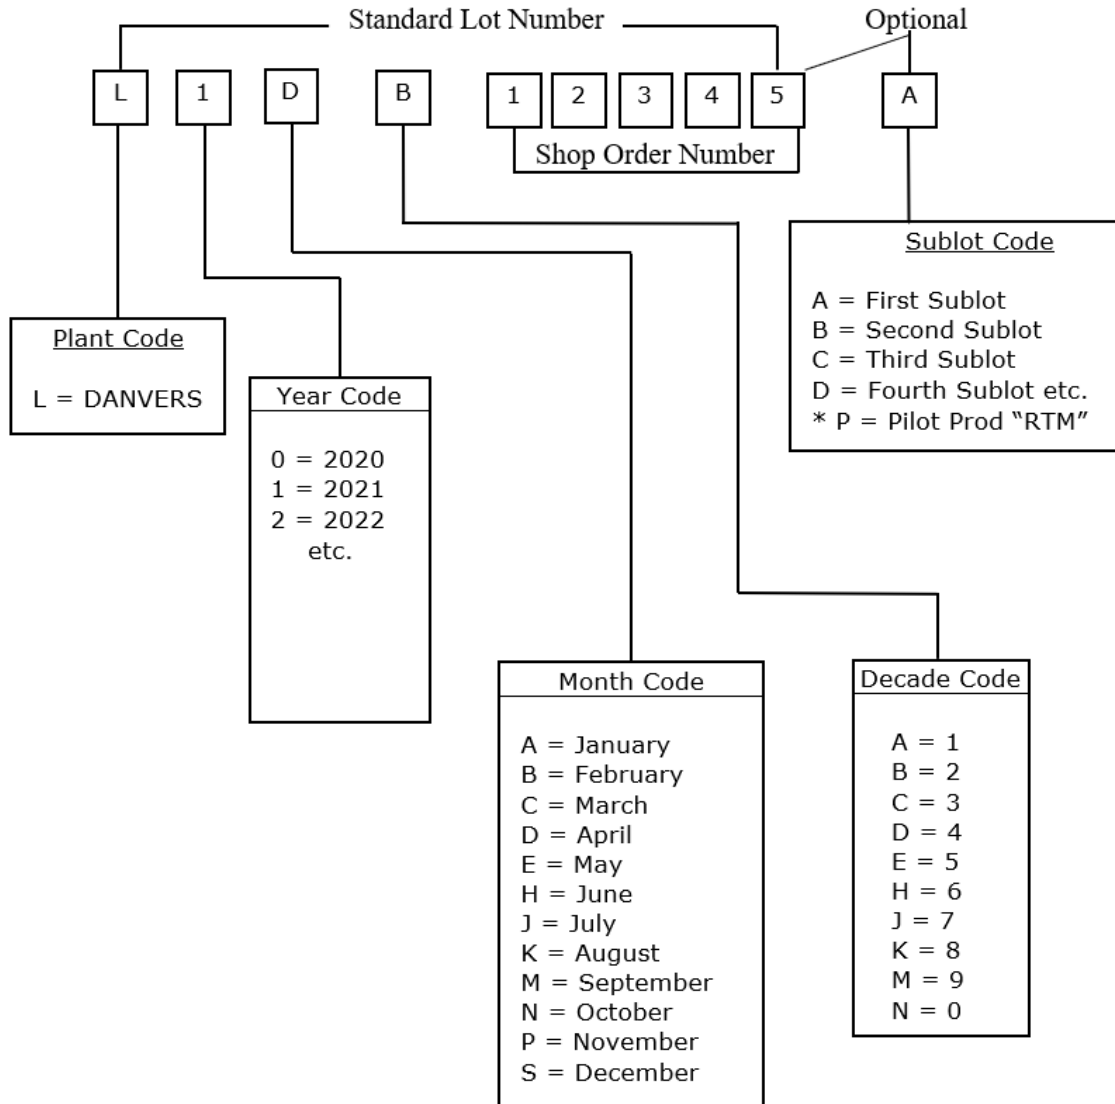 Standard Lot Number
Optional
L 1 D B 1 2 3 4 5 A
Shop Order Number
Sublot Code
A = First Sublot
B = Second Sublot
C = Third Sublot
D = Fourth Sublot etc.
* P = Pilot Prod “RTM”
Plant Code
L = DANVERS
Year Code
0 = 2020
1 = 2021
2 = 2022
etc.
Month Code
A = January
B = February
C = March
D = April
E = May
H = June
J = July
K = August
M = September
N = October
P = November
S = December
Decade Code
A = 1
B = 2
C = 3
D = 4
E = 5
H = 6
J = 7
K = 8
M = 9
N = 0